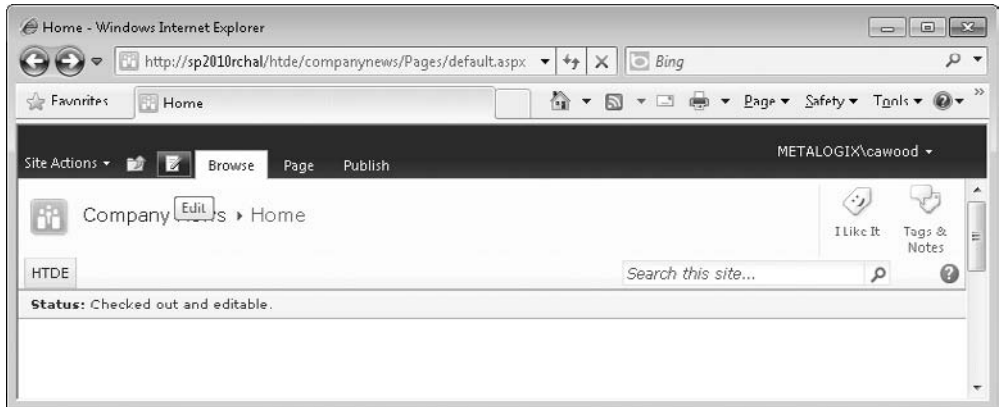 Home - Windows Internet Explorer
http://sp2010rchal/htde/companynews/Pages/default.aspx
Bing
Favorites
Home
Page
Safety
Tools
Site Actions
Browse
Page
Publish
METALOGIX\cawood
Company
Edit
Home
I Like It
Tags & Notes
HTDE
Search this site...
Status: Checked out and editable.